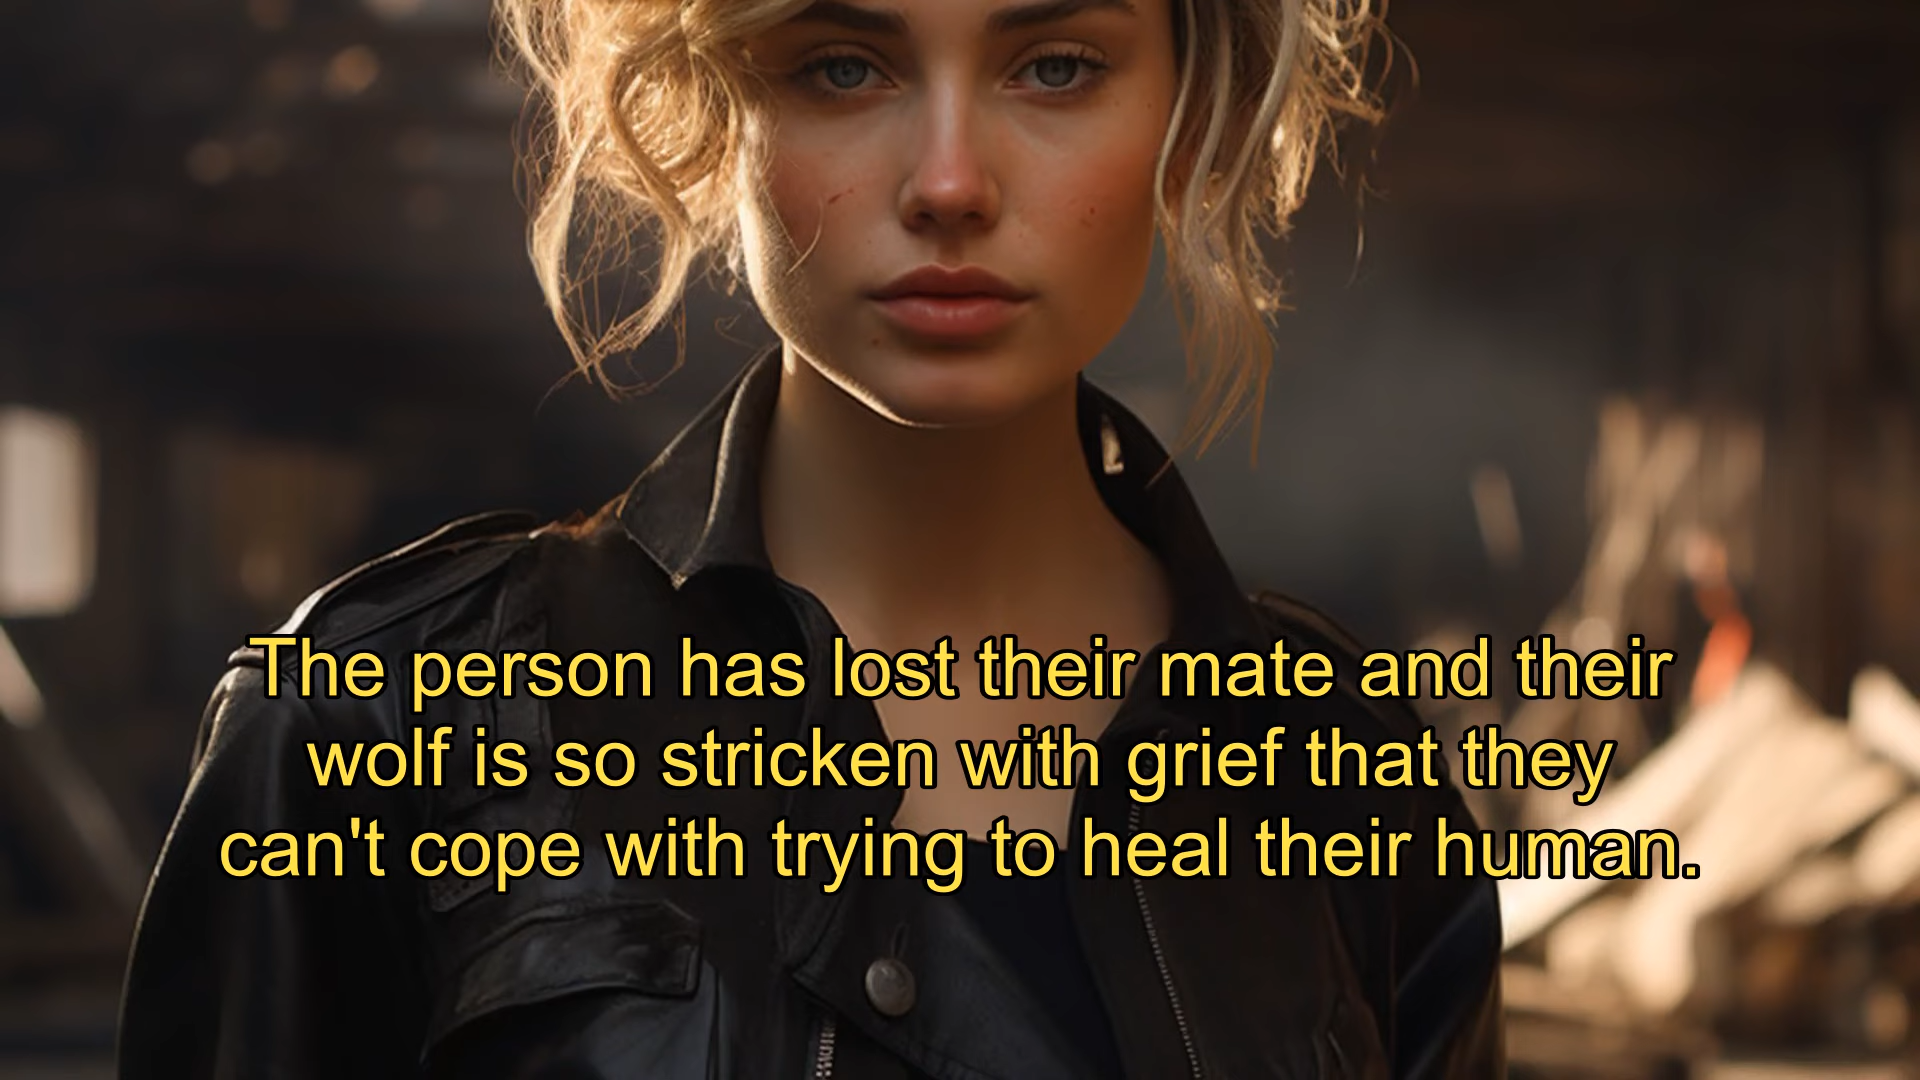 The person has lost their mate and their
wolf is so stricken with grief that they
can't cope with trying to heal their human.